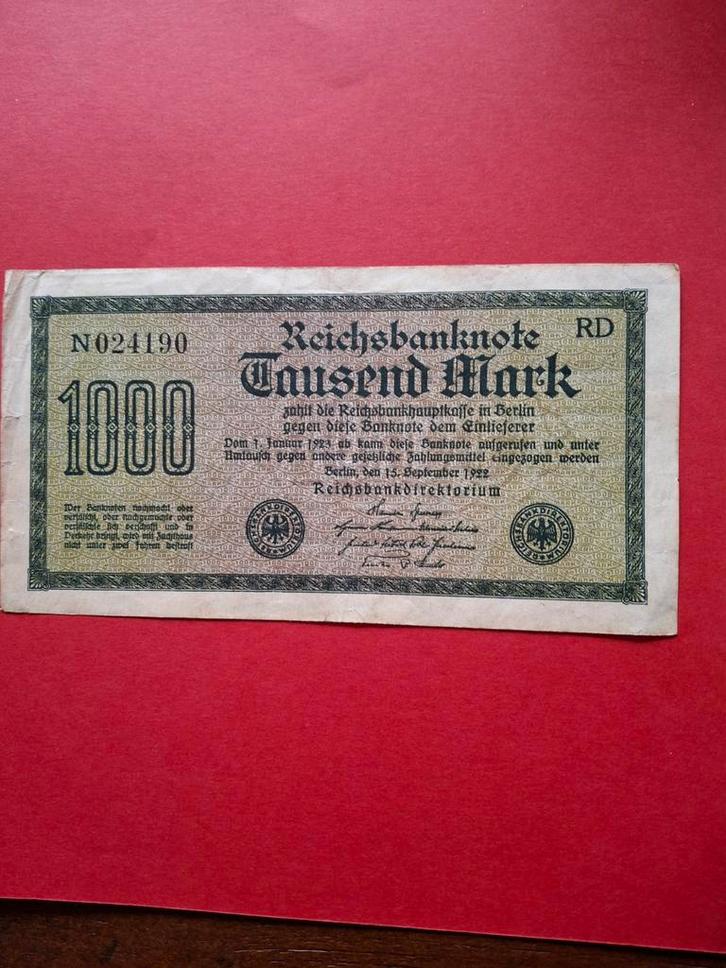 N024190
RD
Reichsbanknote
Tausend Mark
1000
zahlt die Reichsbankhauptkasse in Berlin
gegen diese Banknote dem Einlieferer
Vom 1. Januar 1923 ab kann diese Banknote aufgerufen und unter
Umtausch gegen andere gesetzliche Zahlungsmittel eingezogen werden
Berlin, den 15. September 1922
Reichsbankdirektorium
Wer Banknoten nachmacht oder
verfälscht, oder nachgemachte oder
verfälschte sich verschafft und in
Verkehr bringt, wird mit Zuchthaus
nicht unter zwei Jahren bestraft
REICHSBANKDIREKTORIUM
REICHSBANKDIREKTORIUM